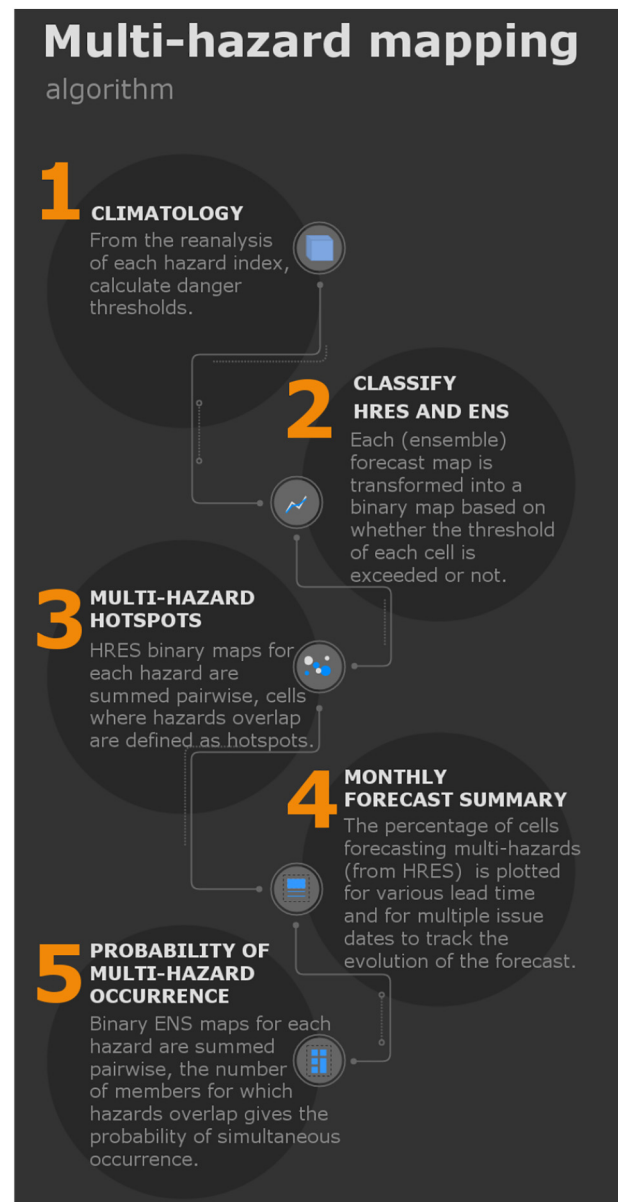 Multi-hazard mapping
algorithm
1
CLIMATOLOGY
From the reanalysis
of each hazard index,
calculate danger
thresholds.
2
CLASSIFY
HRES AND ENS
Each (ensemble)
forecast map is
transformed into a
binary map based on
whether the threshold
of each cell is
exceeded or not.
3
MULTI-HAZARD
HOTSPOTS
HRES binary maps for
each hazard are
summed pairwise, cells
where hazards overlap
are defined as hotspots.
4
MONTHLY
FORECAST SUMMARY
The percentage of cells
forecasting multi-hazards
(from HRES) is plotted
for various lead time
and for multiple issue
dates to track the
evolution of the forecast.
5
PROBABILITY OF
MULTI-HAZARD
OCCURRENCE
Binary ENS maps for each
hazard are summed
pairwise, the number
of members for which
hazards overlap gives the
probability of simultaneous
occurrence.